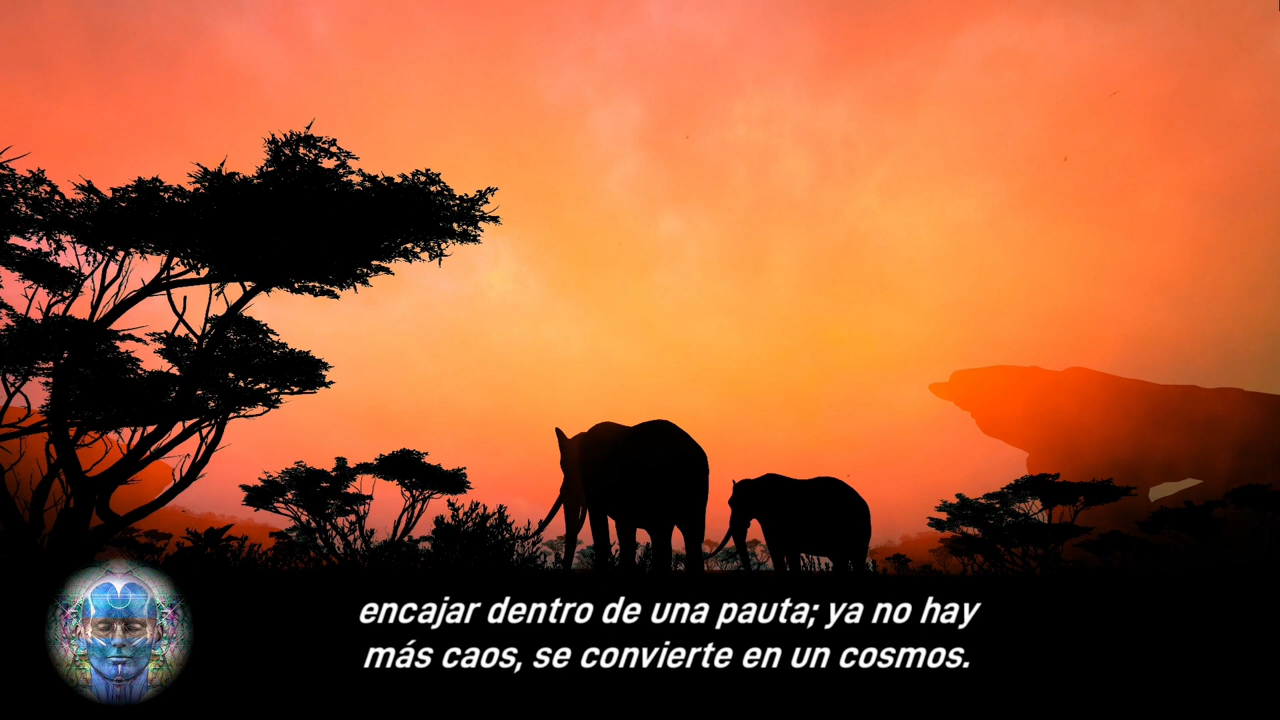 encajar dentro de una pauta; ya no hay
más caos, se convierte en un cosmos.